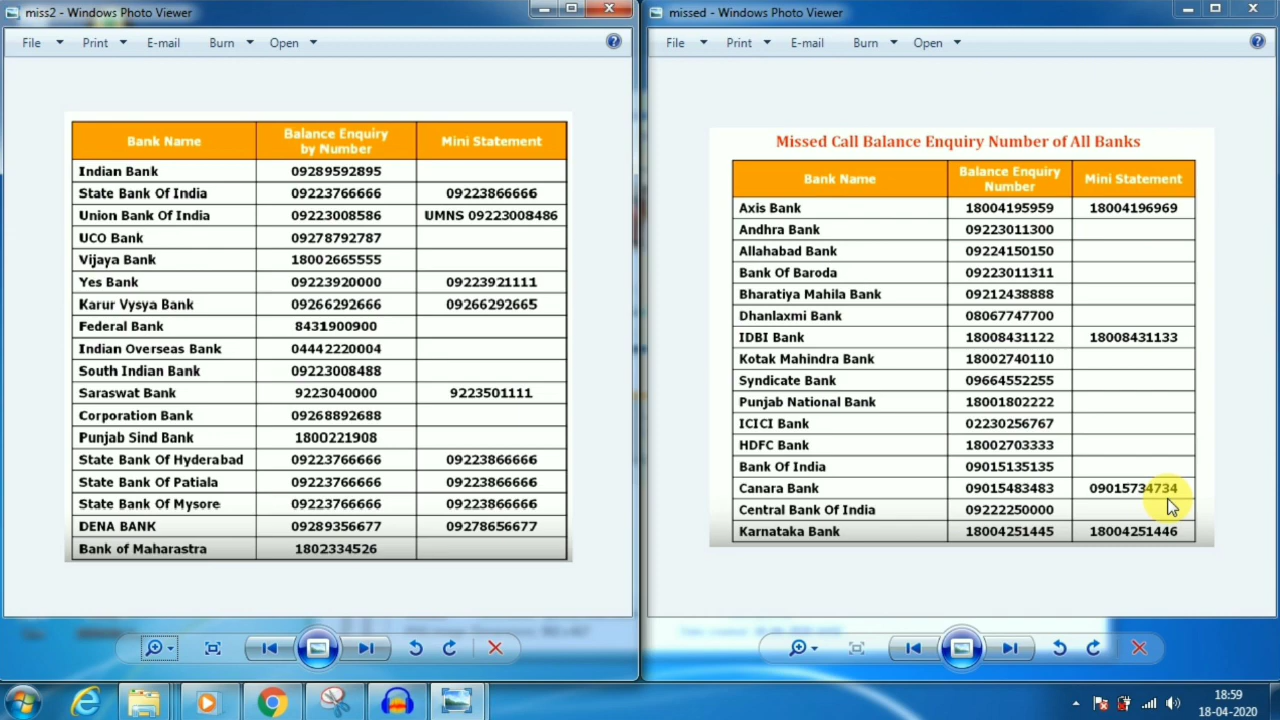 miss2 - Windows Photo Viewer
File Print E-mail Burn Open
Bank Name Balance Enquiry by Number Mini Statement
Indian Bank 09289592895
State Bank Of India 09223766666 09223866666
Union Bank Of India 09223008586 UMNS 09223008486
UCO Bank 09278792787
Vijaya Bank 18002665555
Yes Bank 09223920000 09223921111
Karur Vysya Bank 09266292666 09266292665
Federal Bank 8431900900
Indian Overseas Bank 04442220004
South Indian Bank 09223008488
Saraswat Bank 9223040000 9223501111
Corporation Bank 09268892688
Punjab Sind Bank 1800221908
State Bank Of Hyderabad 09223766666 09223866666
State Bank Of Patiala 09223766666 09223866666
State Bank Of Mysore 09223766666 09223866666
DENA BANK 09289356677 09278656677
Bank of Maharastra 1802334526
missed - Windows Photo Viewer
File Print E-mail Burn Open
Missed Call Balance Enquiry Number of All Banks
Bank Name Balance Enquiry Number Mini Statement
Axis Bank 18004195959 18004196969
Andhra Bank 09223011300
Allahabad Bank 09224150150
Bank Of Baroda 09223011311
Bharatiya Mahila Bank 09212438888
Dhanlaxmi Bank 08067747700
IDBI Bank 18008431122 18008431133
Kotak Mahindra Bank 18002740110
Syndicate Bank 09664552255
Punjab National Bank 18001802222
ICICI Bank 02230256767
HDFC Bank 18002703333
Bank Of India 09015135135
Canara Bank 09015483483 09015734734
Central Bank Of India 09222250000
Karnataka Bank 18004251445 18004251446
18:59
18-04-2020